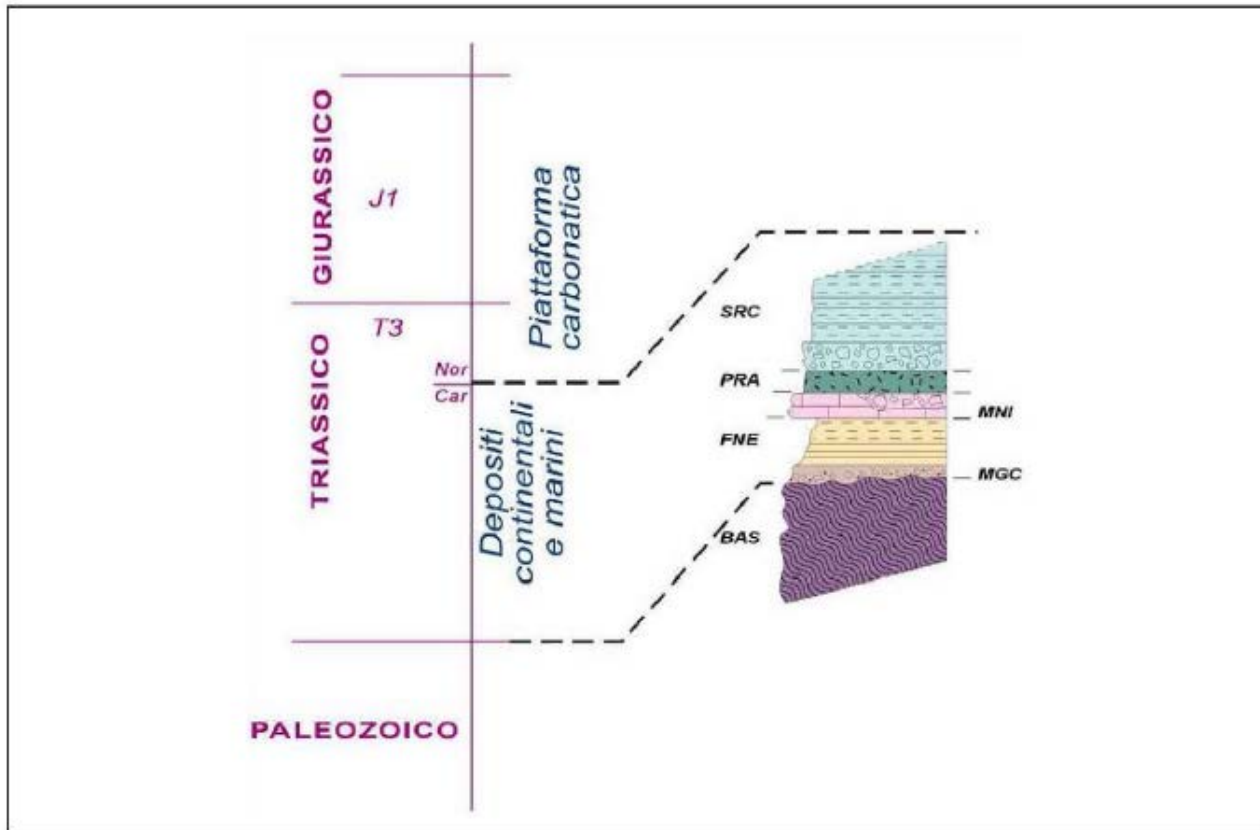 GIURASSICO
J1
Piattaforma
carbonatica
TRIASSICO
T3
Nor
Car
Depositi
continentali
e marini
PALEOZOICO
SRC
PRA
MNI
FNE
MGC
BAS